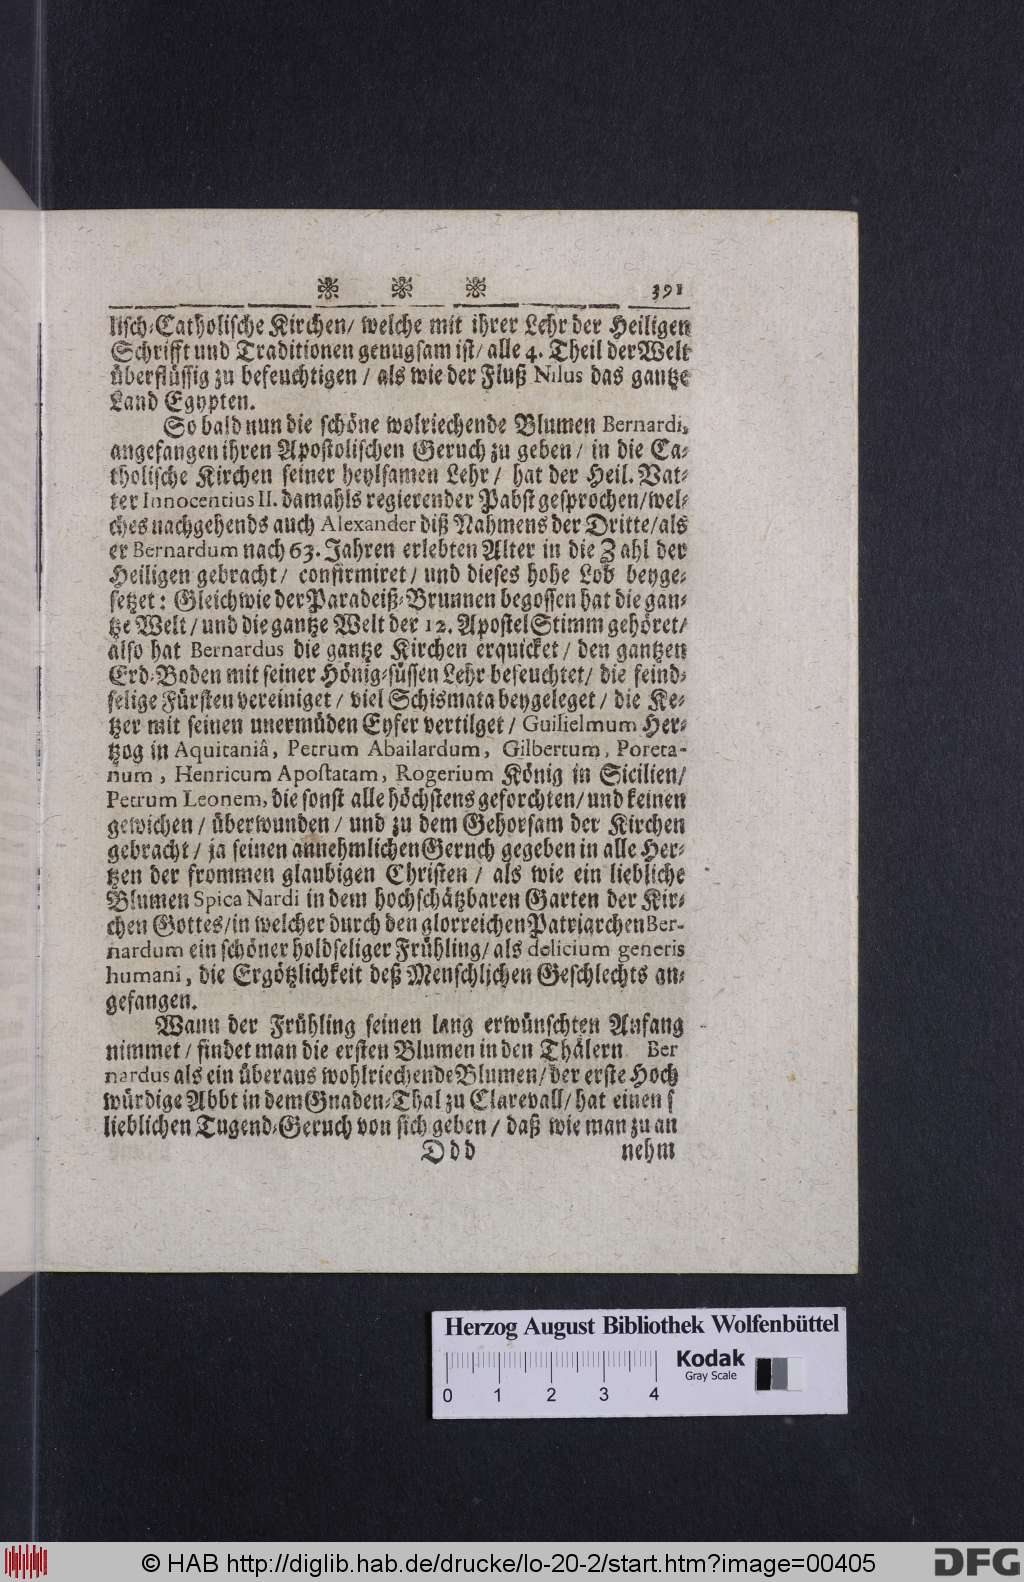 391
lisch-Catholische Kirchen/ welche mit ihrer Lehr der Heiligen
Schrifft und Traditionen genugsam ist/ alle 4. Theil der Welt
überflüssig zu befeuchtigen / als wie der Fluß Nilus das gantze
Land Egypten.
So bald nun die schöne wolriechende Blumen Bernardi,
angefangen ihren Apostolischen Geruch zu geben/ in die Ca-
tholische Kirchen seiner heylsamen Lehr/ hat der Heil. Vat-
ter Innocentius II. damahls regierender Pabst gesprochen/ wel-
ches nachgehends auch Alexander diß Nahmens der Dritte/ als
er Bernardum nach 63. Jahren erlebten Alter in die Zahl der
Heiligen gebracht/ confirmiret/ und dieses hohe Lob beyge-
setzet: Gleichwie der Paradeiß-Brunnen begossen hat die gan-
tze Welt/ und die gantze Welt der 12. Apostel Stimm gehöret/
also hat Bernardus die gantze Kirchen erquicket/ den gantzen
Erd-Boden mit seiner Hönig-süssen Lehr befeuchtet/ die feind-
selige Fürsten vereiniget / viel Schismata beygeleget / die Ke-
tzer mit seinen unermüden Eyfer vertilget / Guilielmum Her-
tzog in Aquitaniâ, Petrum Abailardum, Gilbertum, Poreta-
num, Henricum Apostatam, Rogerium König in Sicilien/
Petrum Leonem, die sonst alle höchstens geforchten/ und keinen
gewichen / überwunden / und zu dem Gehorsam der Kirchen
gebracht/ ja seinen annehmlichen Geruch gegeben in alle Her-
tzen der frommen glaubigen Christen / als wie ein liebliche
Blumen Spica Nardi in dem hochschätzbaren Garten der Kir-
chen Gottes/ in welcher durch den glorreichen Patriarchen Ber-
nardum ein schöner holdseliger Frühling/ als delicium generis
humani, die Ergötzlichkeit deß Menschlichen Geschlechts an-
gefangen.
Wann der Frühling seinen lang erwünschten Anfang
nimmet / findet man die ersten Blumen in den Thälern Ber
nardus als ein überaus wohlriechende Blumen/ der erste Hoch
würdige Abbt in dem Gnaden-Thal zu Clarevall/ hat einen s
lieblichen Tugend-Geruch von sich geben / daß wie man zu an
Ddd nehm
Herzog August Bibliothek Wolfenbüttel
Kodak
Gray Scale
0 1 2 3 4
© HAB http://diglib.hab.de/drucke/lo-20-2/start.htm?image=00405
DFG